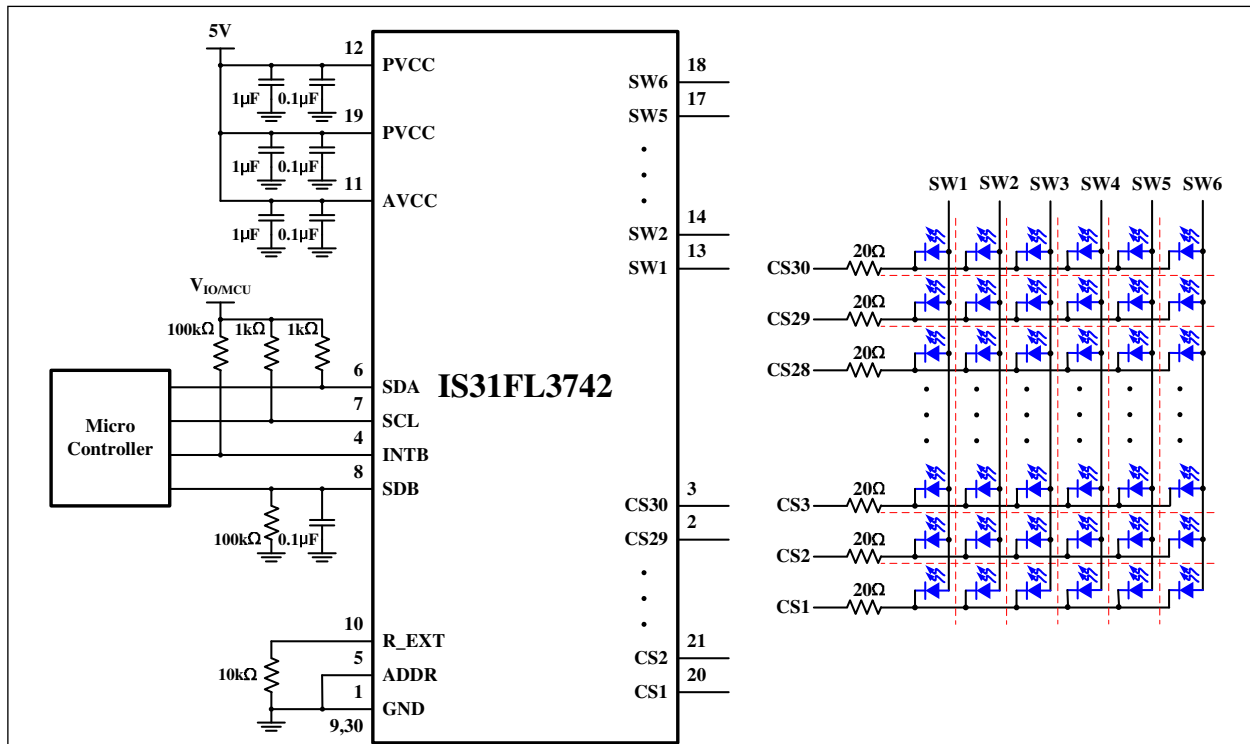 5V
12
PVCC
1µF
0.1µF
19
PVCC
1µF
0.1µF
11
AVCC
1µF
0.1µF
V_IO/MCU
100kΩ
1kΩ
1kΩ
6
SDA
7
SCL
4
INTB
8
SDB
Micro
Controller
100kΩ
0.1µF
10
R_EXT
5
ADDR
10kΩ
1
GND
9,30
IS31FL3742
18
SW6
17
SW5
14
SW2
13
SW1
3
CS30
2
CS29
21
CS2
20
CS1
SW1 SW2 SW3 SW4 SW5 SW6
20Ω
CS30
20Ω
CS29
20Ω
CS28
20Ω
CS3
20Ω
CS2
20Ω
CS1